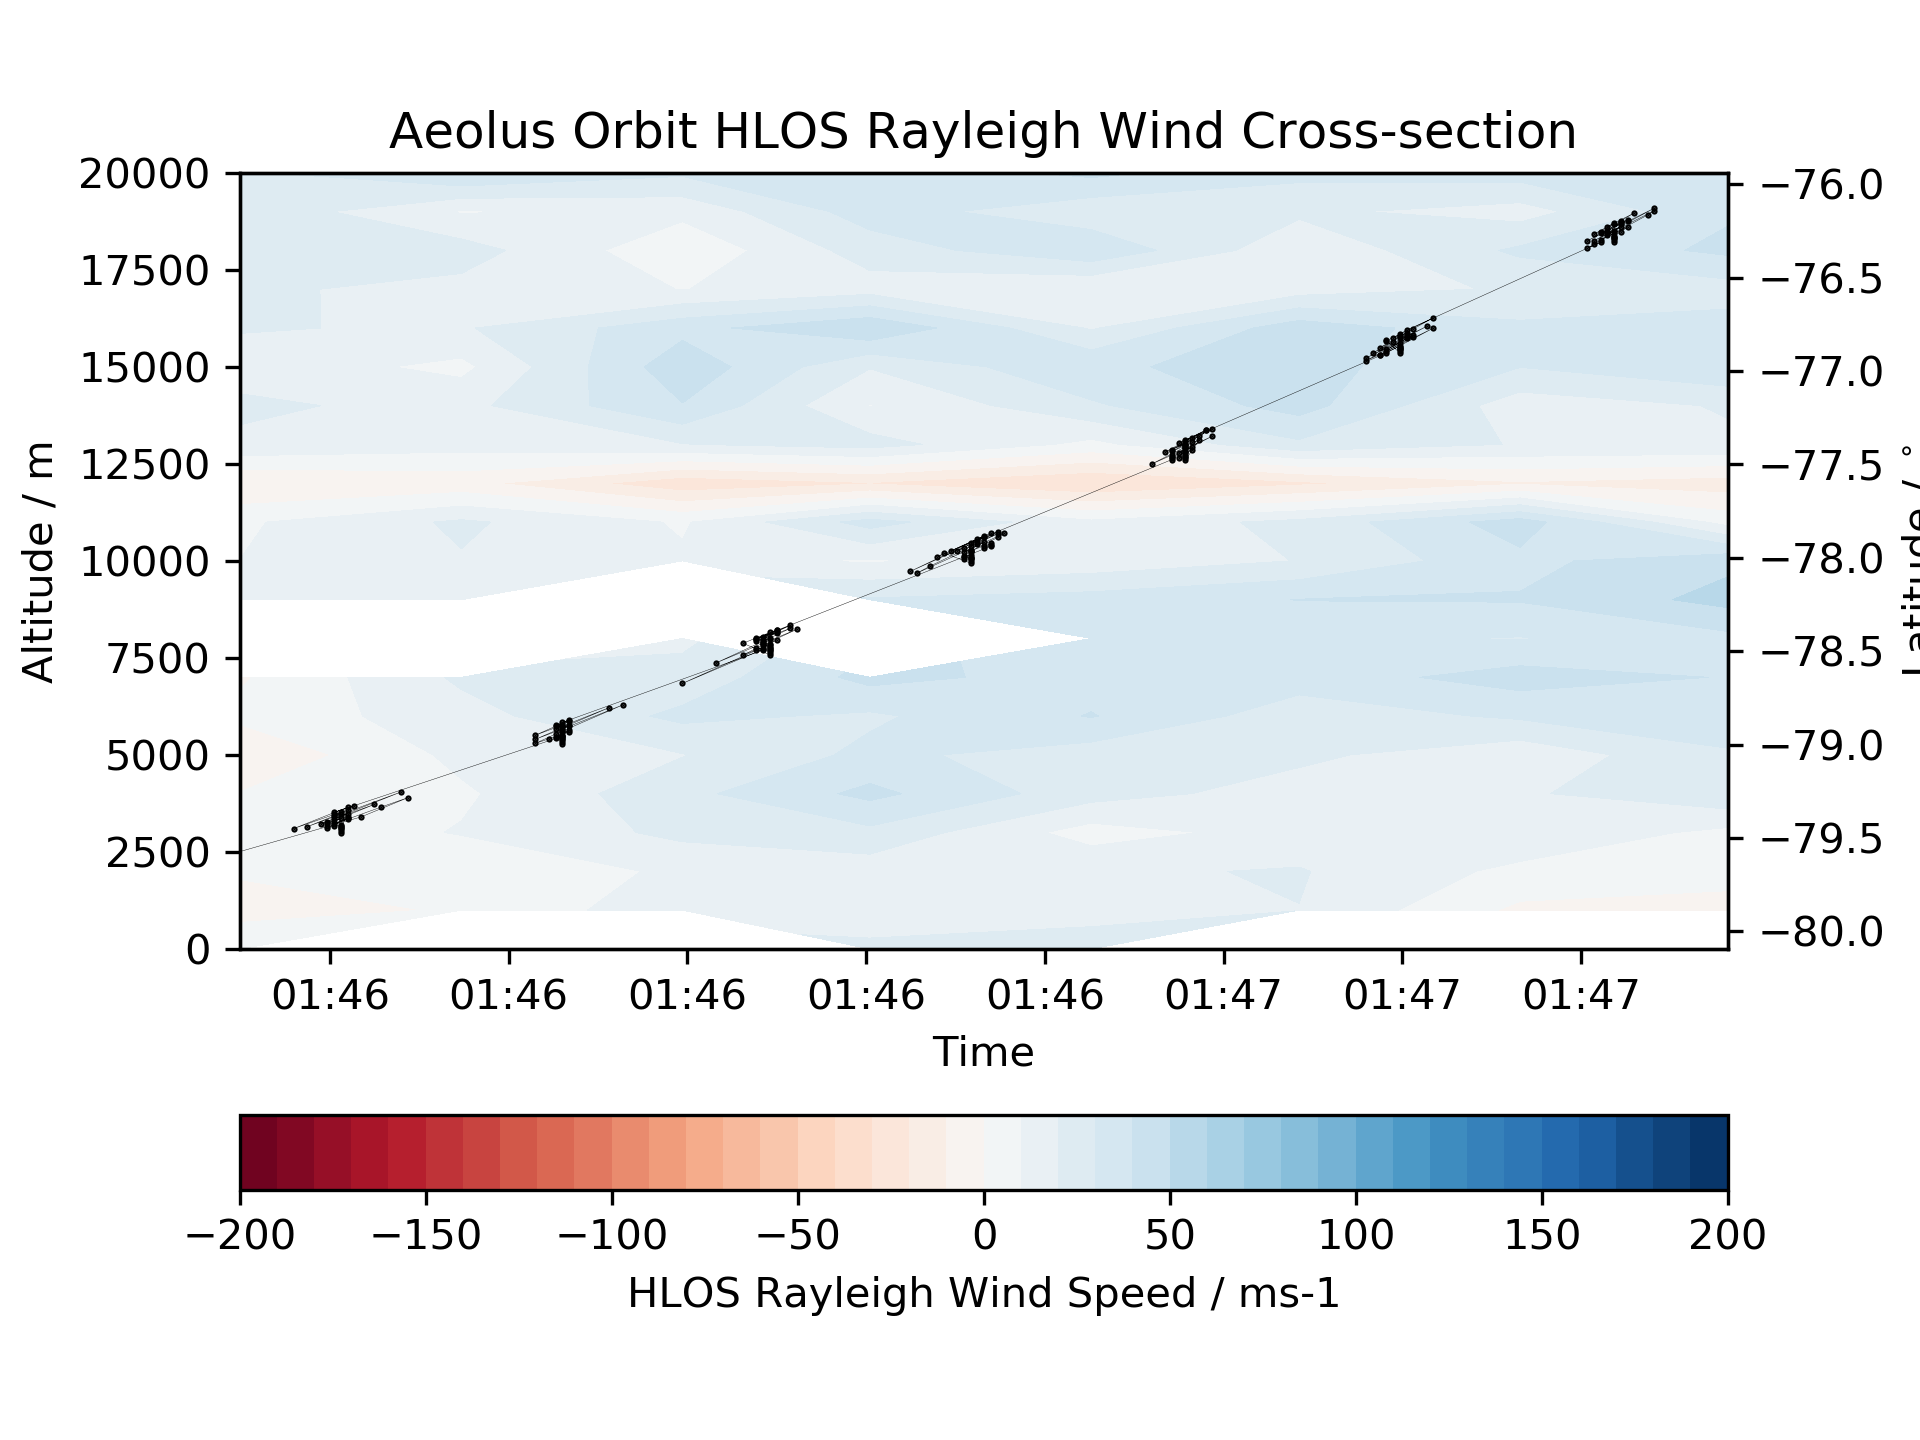 Aeolus Orbit HLOS Rayleigh Wind Cross-section
20000
17500
15000
12500
10000
7500
5000
2500
0
Altitude / m
−76.0
−76.5
−77.0
−77.5
−78.0
−78.5
−79.0
−79.5
−80.0
Latitude / °
01:46 01:46 01:46 01:46 01:46 01:47 01:47 01:47
Time
−200 −150 −100 −50 0 50 100 150 200
HLOS Rayleigh Wind Speed / ms-1